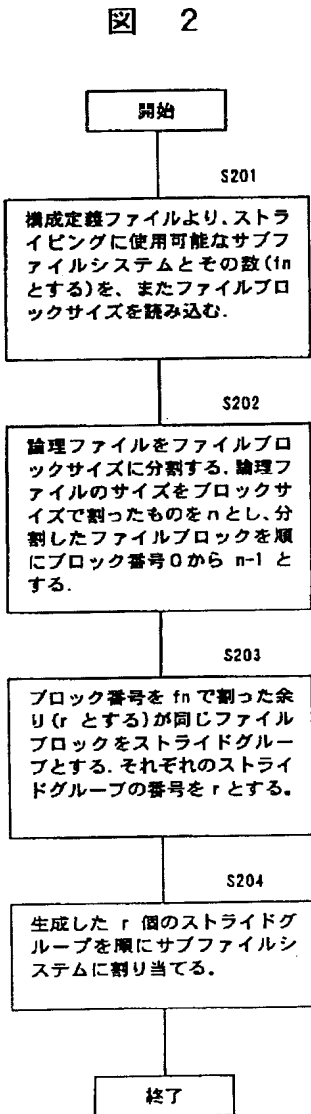 図 2
開始
S201
構成定義ファイルより、ストラ
イピングに使用可能なサブフ
ァイルシステムとその数(fn
とする)を、またファイルブロ
ックサイズを読み込む.
S202
論理ファイルをファイルブロ
ックサイズに分割する.論理フ
ァイルのサイズをブロックサ
イズで割ったものをnとし、分
割したファイルブロックを順
にブロック番号0から n-1 と
する.
S203
ブロック番号を fn で割った余
り(r とする)が同じファイル
ブロックをストライドグルー
プとする.それぞれのストライ
ドグループの番号を r とする。
S204
生成した r 個のストライドグ
ループを順にサブファイルシ
ステムに割り当てる。
終了